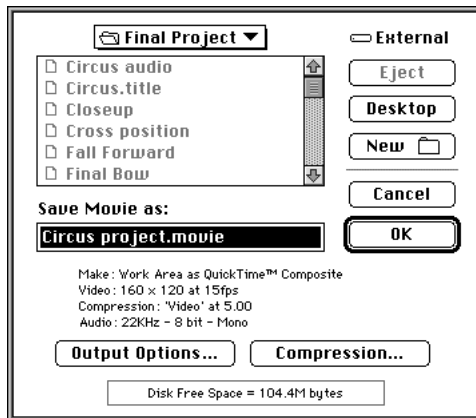 Final Project
External
Circus audio
Circus.title
Closeup
Cross position
Fall Forward
Final Bow
Eject
Desktop
New
Cancel
OK
Save Movie as:
Circus project.movie
Make : Work Area as QuickTime™ Composite
Video : 160 × 120 at 15fps
Compression : 'Video' at 5.00
Audio : 22KHz - 8 bit - Mono
Output Options...
Compression...
Disk Free Space = 104.4M bytes